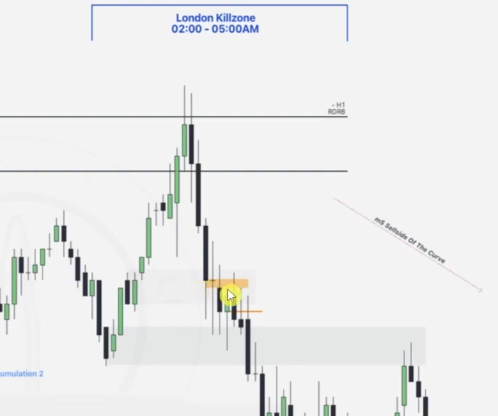 London Killzone
02:00 - 05:00AM
- H1
RDRB
m5 Sellside Of The Curve
umulation 2